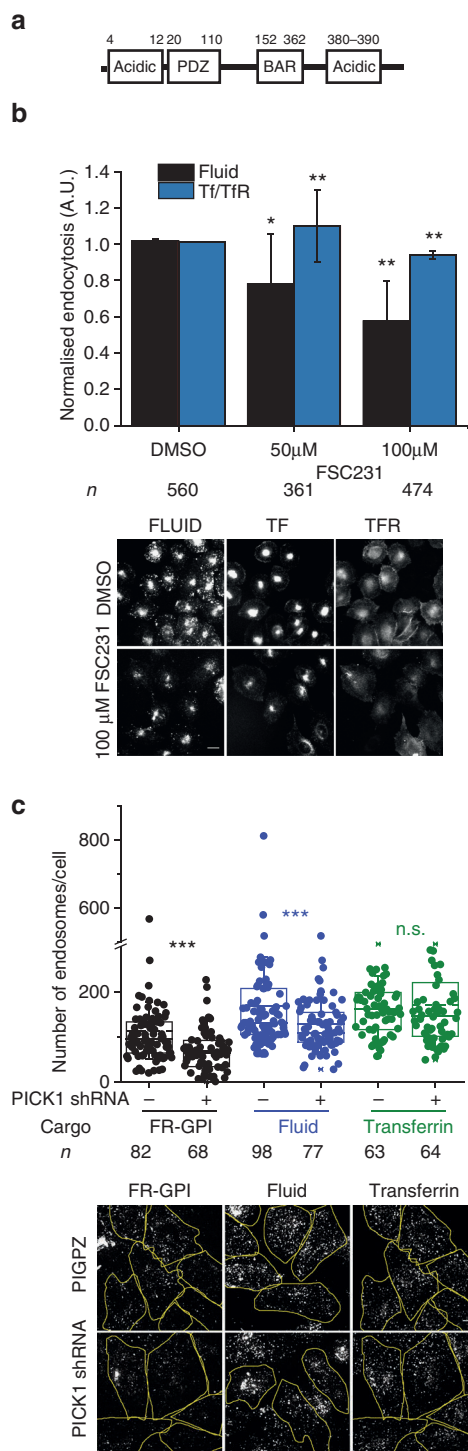 a
4 12 20 110 152 362 380–390
Acidic PDZ BAR Acidic
b
Normalised endocytosis (A.U.)
1.4
1.2
1.0
0.8
0.6
0.4
0.2
0.0
Fluid
Tf/TfR
* ** ** **
DMSO 50μM 100μM
FSC231
n 560 361 474
FLUID TF TFR
DMSO
100 μM FSC231
c
Number of endosomes/cell
800
600
200
100
0
*** *** n.s.
PICK1 shRNA – + – + – +
Cargo FR-GPI Fluid Transferrin
n 82 68 98 77 63 64
FR-GPI Fluid Transferrin
PIGPZ
PICK1 shRNA